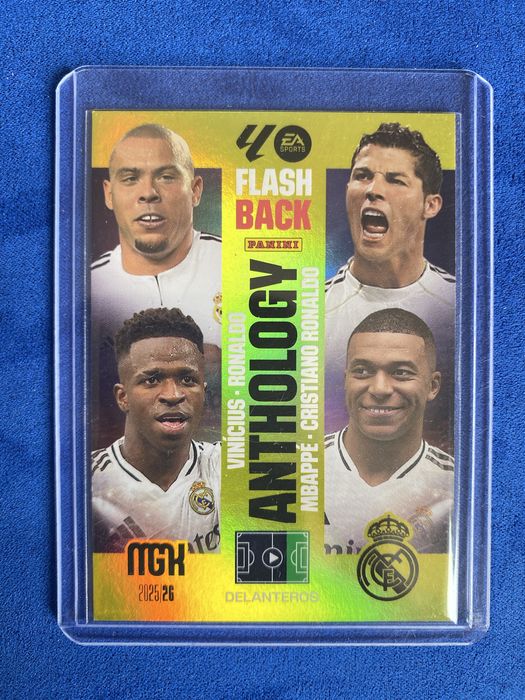 EA
SPORTS
FLASH
BACK
PANINI
ANTHOLOGY
VINÍCIUS · RONALDO
MBAPPÉ · CRISTIANO RONALDO
MGK
2025/26
DELANTEROS